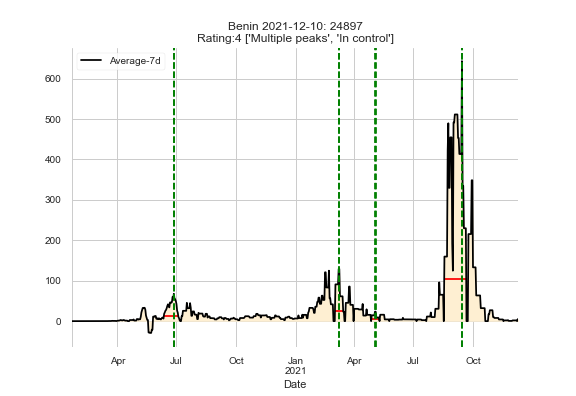 Benin 2021-12-10: 24897
Rating:4 ['Multiple peaks', 'In control']
Average-7d
600
500
400
300
200
100
0
Apr
Jul
Oct
Jan
2021
Apr
Jul
Oct
Date